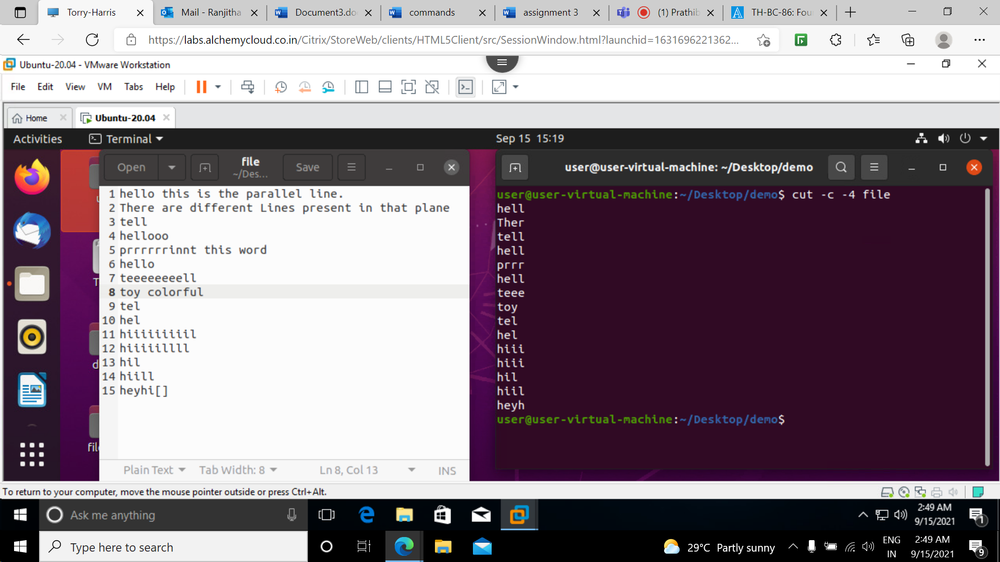 Torry-Harris
Mail - Ranjitha
Document3.do
commands
assignment 3
(1) Prathib
TH-BC-86: Four
https://labs.alchemycloud.co.in/Citrix/StoreWeb/clients/HTML5Client/src/SessionWindow.html?launchid=1631696221362...
Ubuntu-20.04 - VMware Workstation
File Edit View VM Tabs Help
Home
Ubuntu-20.04
Activities
Terminal
Sep 15 15:19
Open
file
~/Des...
Save
user@user-virtual-machine: ~/Desktop/demo
1 hello this is the parallel line.
2 There are different Lines present in that plane
3 tell
4 hellooo
5 prrrrrrinnt this word
6 hello
7 teeeeeeeell
8 toy colorful
9 tel
10 hel
11 hiiiiiiiiil
12 hiiiiillll
13 hil
14 hiill
15 heyhi[]
Plain Text
Tab Width: 8
Ln 8, Col 13
INS
user@user-virtual-machine:~/Desktop/demo$ cut -c -4 file
hell
Ther
tell
hell
prrr
hell
teee
toy
tel
hel
hiii
hiii
hil
hiil
heyh
user@user-virtual-machine:~/Desktop/demo$
To return to your computer, move the mouse pointer outside or press Ctrl+Alt.
Ask me anything
2:49 AM
9/15/2021
1
Type here to search
29°C Partly sunny
ENG
IN
2:49 AM
9/15/2021
9